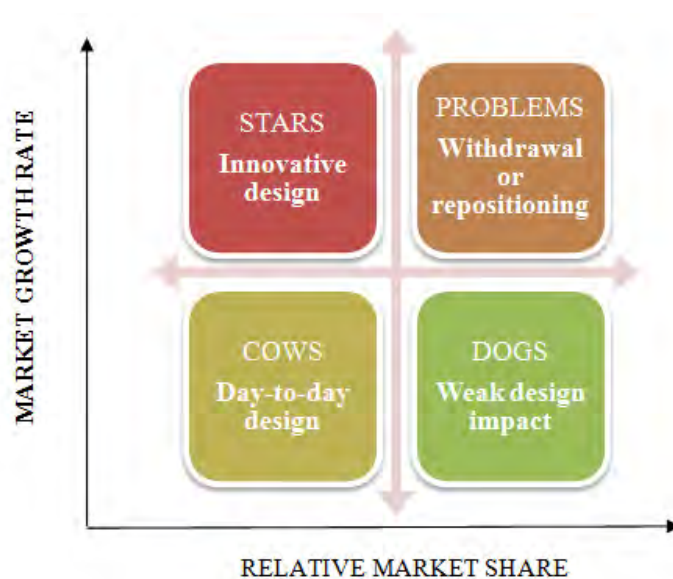 MARKET GROWTH RATE
STARS
Innovative
design
PROBLEMS
Withdrawal
or
repositioning
COWS
Day-to-day
design
DOGS
Weak design
impact
RELATIVE MARKET SHARE